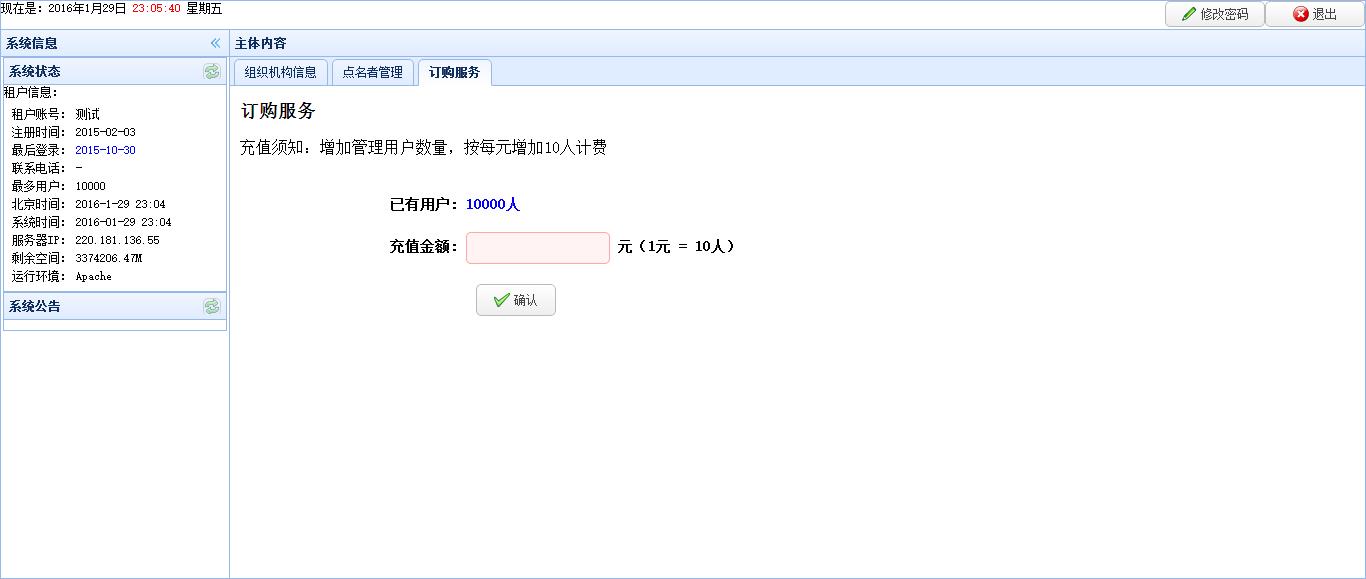 现在是：2016年1月29日 23:05:40 星期五
修改密码
退出
系统信息
主体内容
系统状态
组织机构信息
点名者管理
订购服务
租户信息：
租户账号： 测试
注册时间： 2015-02-03
最后登录： 2015-10-30
联系电话： -
最多用户： 10000
北京时间： 2016-1-29 23:04
系统时间： 2016-01-29 23:04
服务器IP： 220.181.136.55
剩余空间： 3374206.47M
运行环境： Apache
系统公告
订购服务
充值须知：增加管理用户数量，按每元增加10人计费
已有用户： 10000人
充值金额： 元（1元 = 10人）
确认